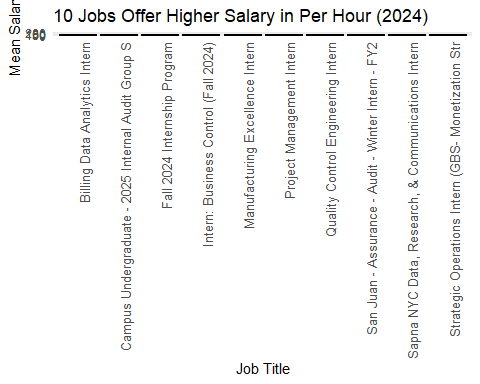 10 Jobs Offer Higher Salary in Per Hour (2024)
Mean Salar
Billing Data Analytics Intern
Campus Undergraduate - 2025 Internal Audit Group S
Fall 2024 Internship Program
Intern: Business Control (Fall 2024)
Manufacturing Excellence Intern
Project Management Intern
Quality Control Engineering Intern
San Juan - Assurance - Audit - Winter Intern - FY2
Sapna NYC Data, Research, & Communications Intern
Strategic Operations Intern (GBS- Monetization Str
Job Title